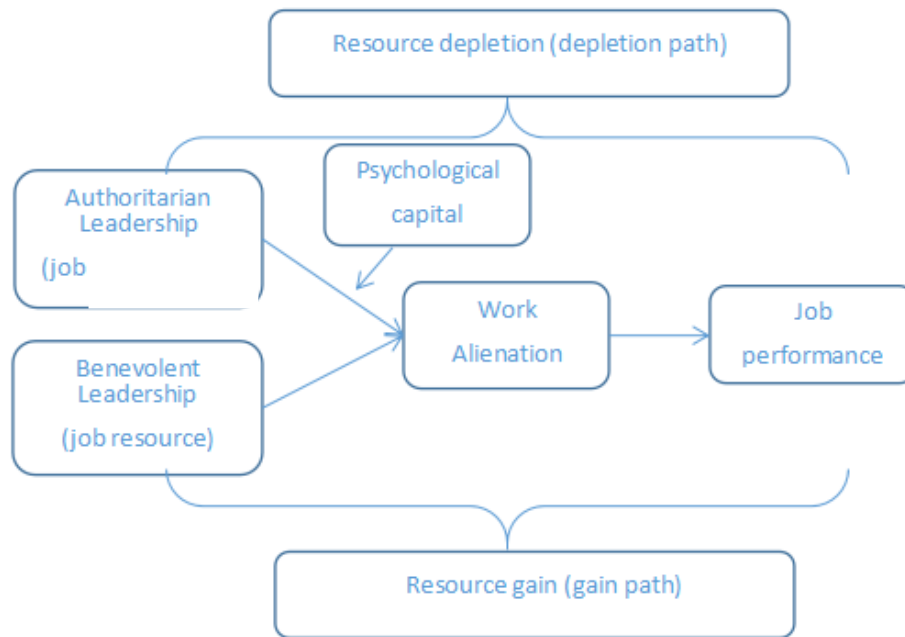 Resource depletion (depletion path)
Psychological
capital
Authoritarian
Leadership
(job
Work
Alienation
Job
performance
Benevolent
Leadership
(job resource)
Resource gain (gain path)